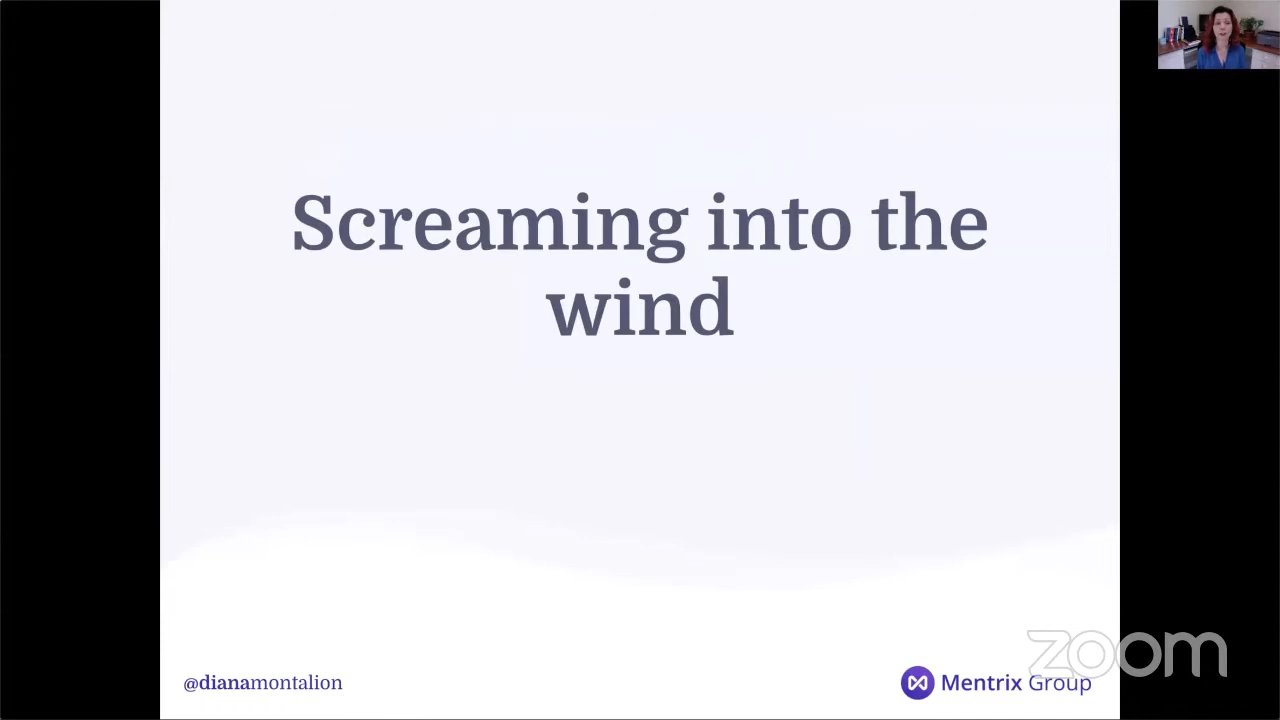 Screaming into the
wind
@dianamontalion
Mentrix Group
zoom